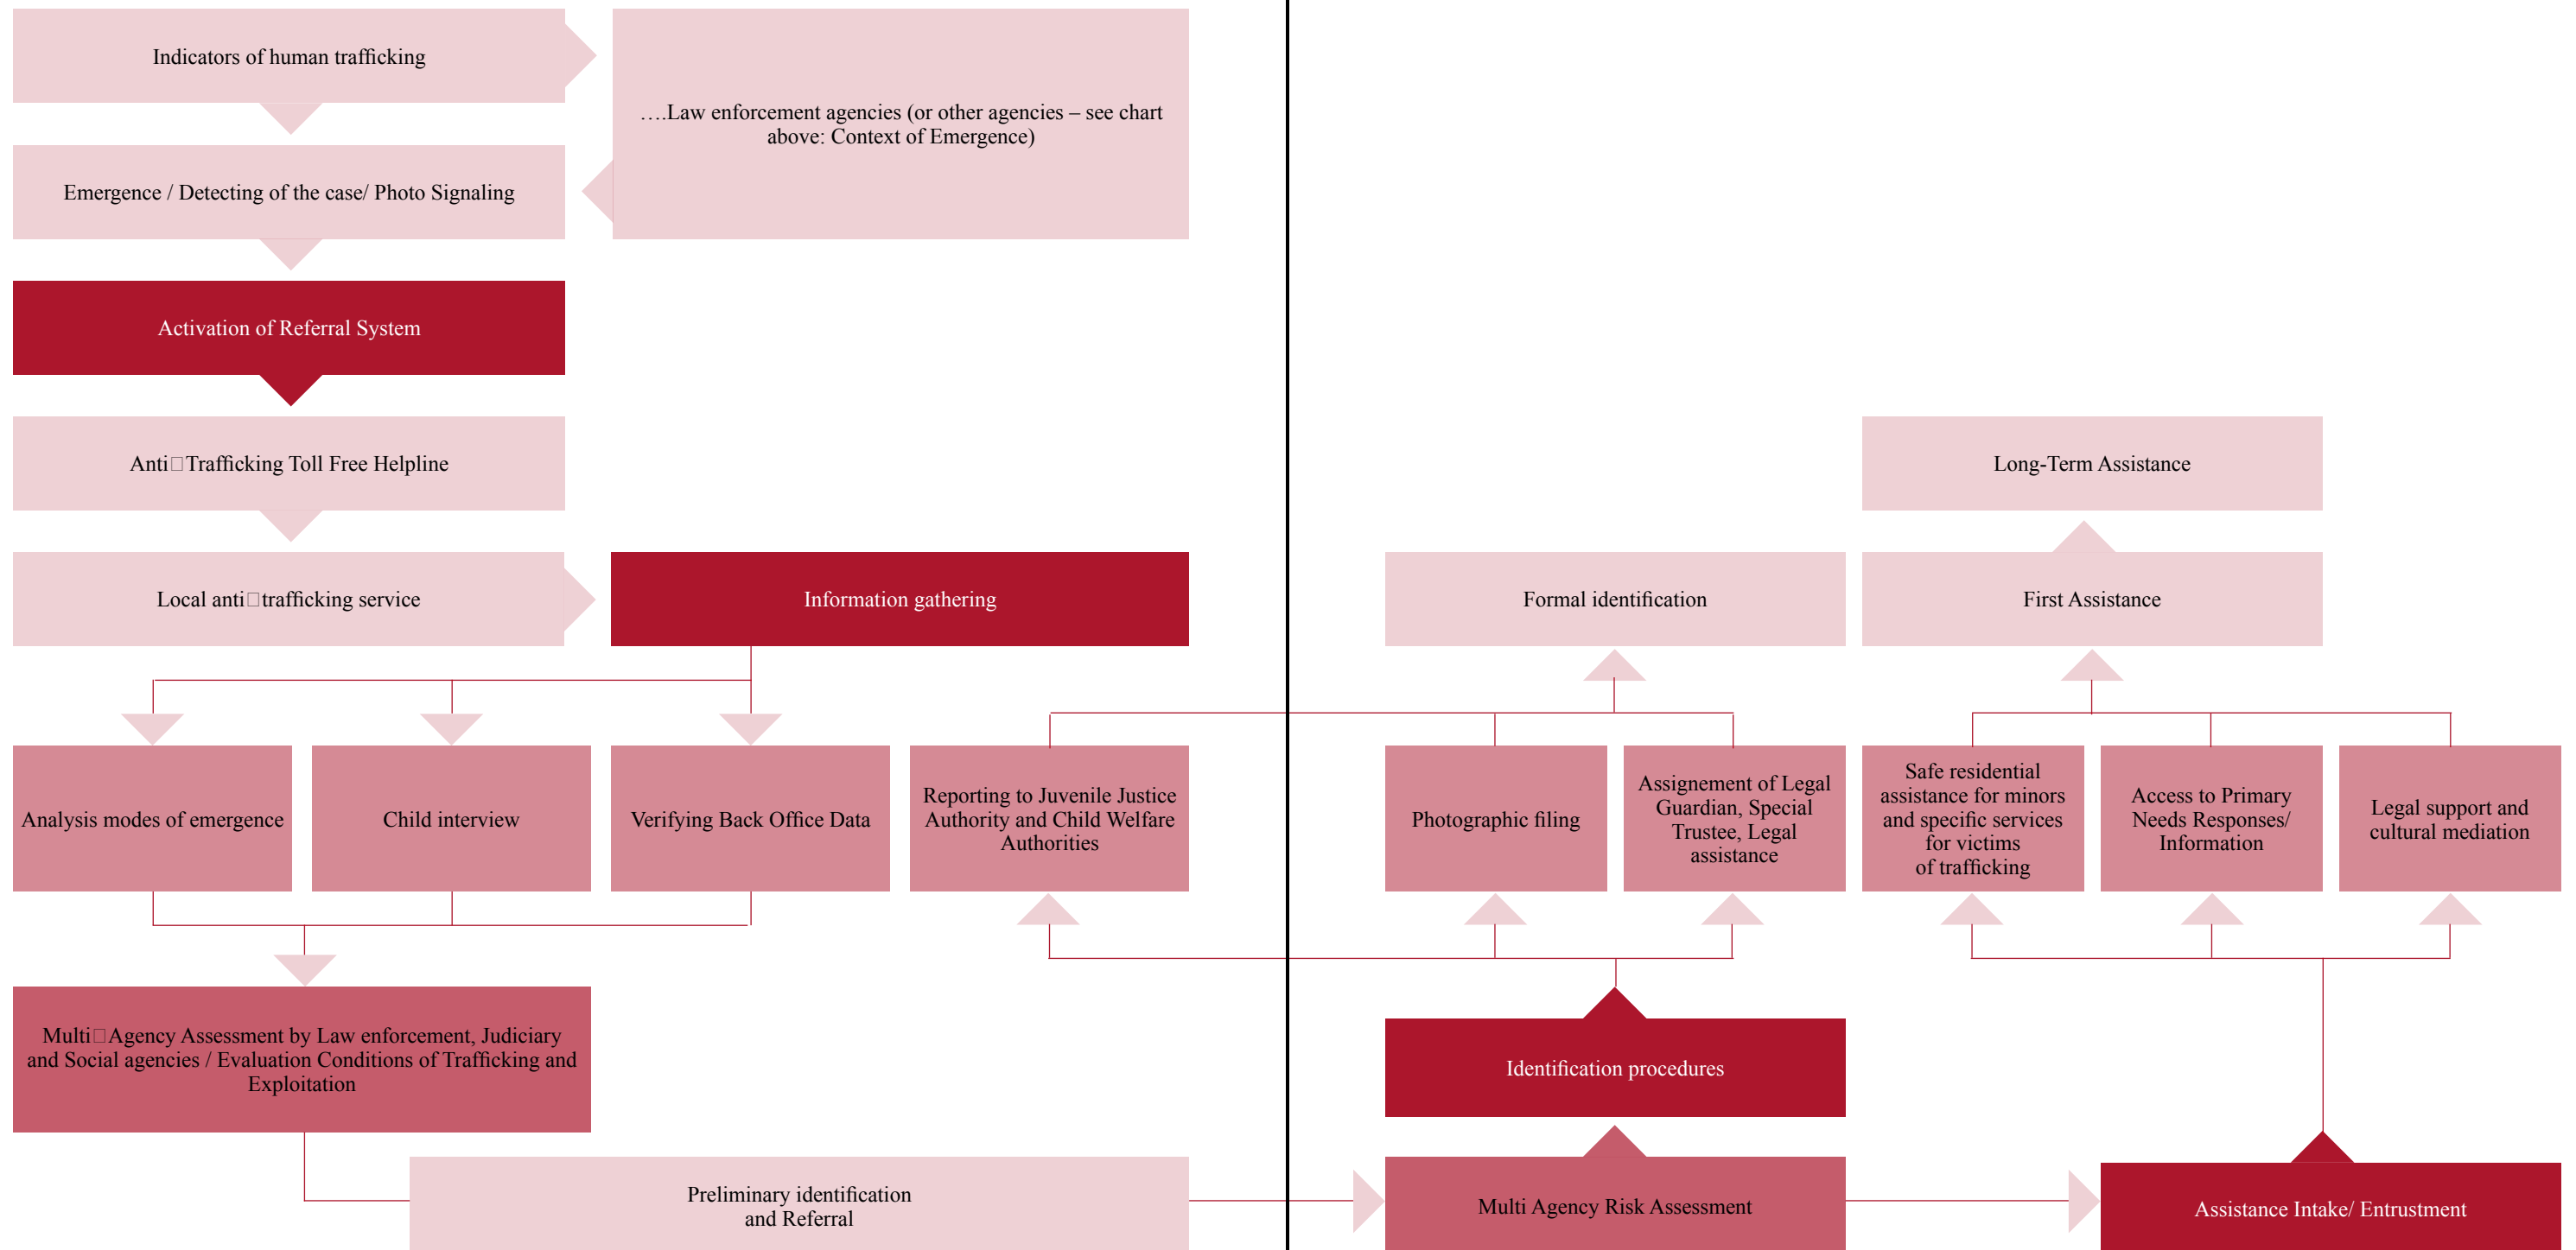 Indicators of human trafficking
….Law enforcement agencies (or other agencies – see chart
above: Context of Emergence)
Emergence / Detecting of the case/ Photo Signaling
Activation of Referral System
Anti□Trafficking Toll Free Helpline
Local anti□trafficking service
Information gathering
Analysis modes of emergence
Child interview
Verifying Back Office Data
Reporting to Juvenile Justice
Authority and Child Welfare
Authorities
Multi□Agency Assessment by Law enforcement, Judiciary
and Social agencies / Evaluation Conditions of Trafficking and
Exploitation
Preliminary identification
and Referral
Long-Term Assistance
Formal identification
First Assistance
Photographic filing
Assignement of Legal
Guardian, Special
Trustee, Legal
assistance
Safe residential
assistance for minors
and specific services
for victims
of trafficking
Access to Primary
Needs Responses/
Information
Legal support and
cultural mediation
Identification procedures
Multi Agency Risk Assessment
Assistance Intake/ Entrustment